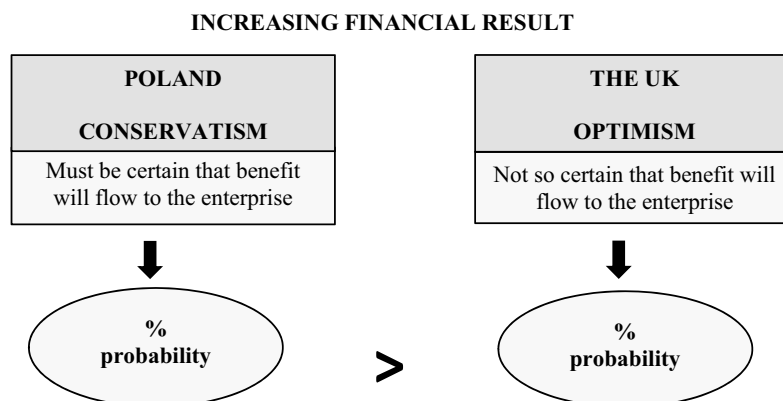 INCREASING FINANCIAL RESULT
POLAND
CONSERVATISM
Must be certain that benefit
will flow to the enterprise
THE UK
OPTIMISM
Not so certain that benefit will
flow to the enterprise
%
probability
>
%
probability